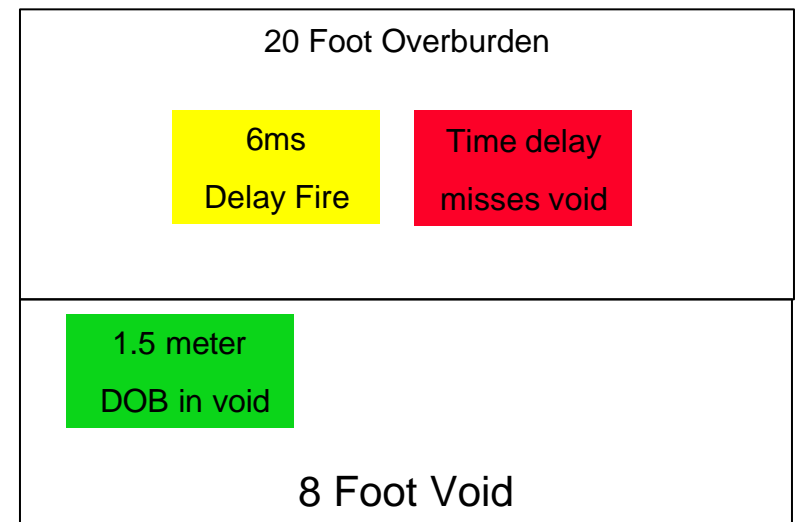 20 Foot Overburden
6ms
Delay Fire
Time delay
misses void
1.5 meter
DOB in void
8 Foot Void